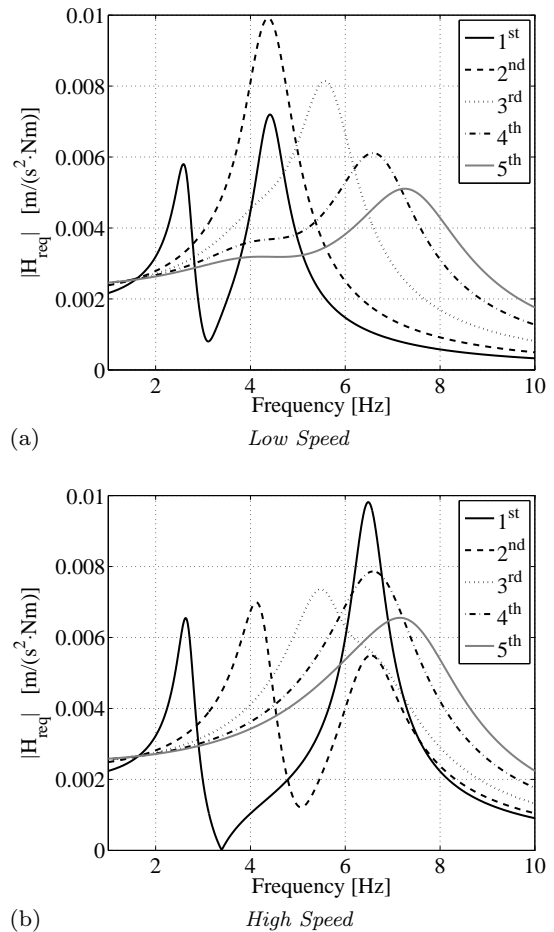 0.01
0.008
0.006
0.004
0.002
0
|H_req| [m/(s²·Nm)]
2 4 6 8 10
Frequency [Hz]
1st
2nd
3rd
4th
5th
(a) Low Speed
0.01
0.008
0.006
0.004
0.002
0
|H_req| [m/(s²·Nm)]
2 4 6 8 10
Frequency [Hz]
1st
2nd
3rd
4th
5th
(b) High Speed